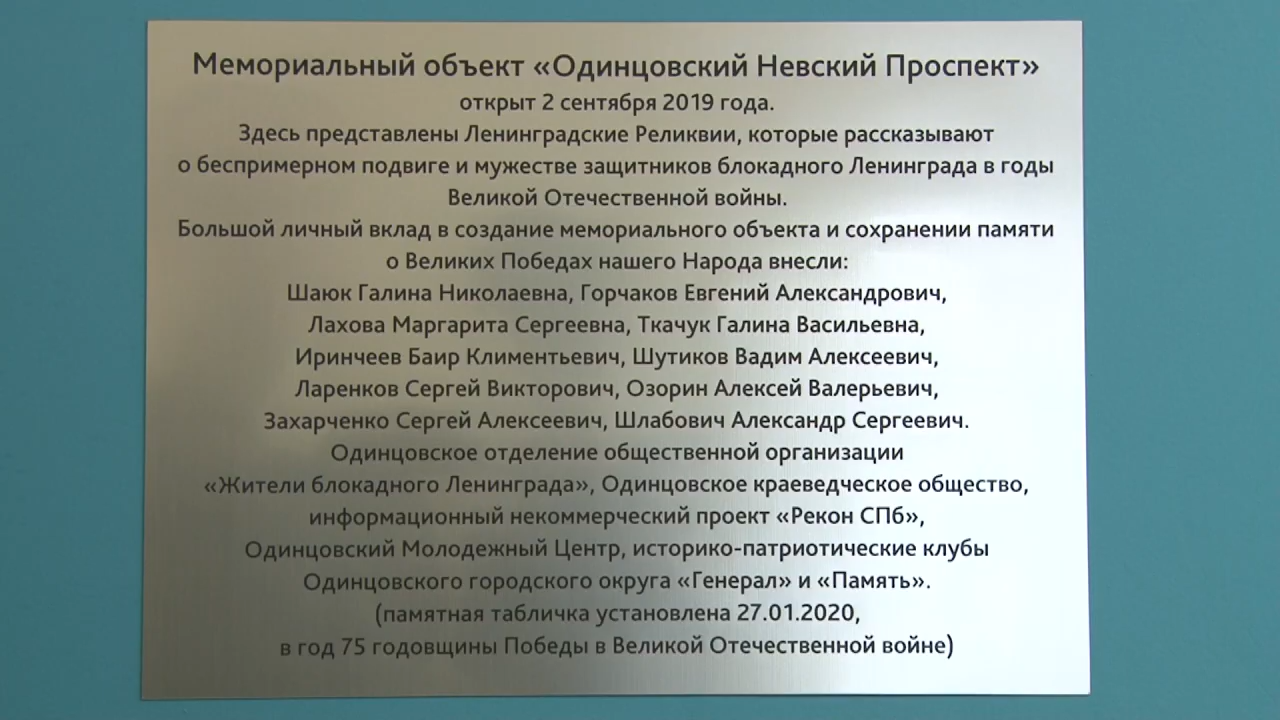 Мемориальный объект «Одинцовский Невский Проспект»
открыт 2 сентября 2019 года.
Здесь представлены Ленинградские Реликвии, которые рассказывают
о беспримерном подвиге и мужестве защитников блокадного Ленинграда в годы
Великой Отечественной войны.
Большой личный вклад в создание мемориального объекта и сохранении памяти
о Великих Победах нашего Народа внесли:
Шаюк Галина Николаевна, Горчаков Евгений Александрович,
Лахова Маргарита Сергеевна, Ткачук Галина Васильевна,
Иринчеев Баир Климентьевич, Шутиков Вадим Алексеевич,
Ларенков Сергей Викторович, Озорин Алексей Валерьевич,
Захарченко Сергей Алексеевич, Шлабович Александр Сергеевич.
Одинцовское отделение общественной организации
«Жители блокадного Ленинграда», Одинцовское краеведческое общество,
информационный некоммерческий проект «Рекон СПб»,
Одинцовский Молодежный Центр, историко-патриотические клубы
Одинцовского городского округа «Генерал» и «Память».
(памятная табличка установлена 27.01.2020,
в год 75 годовщины Победы в Великой Отечественной войне)